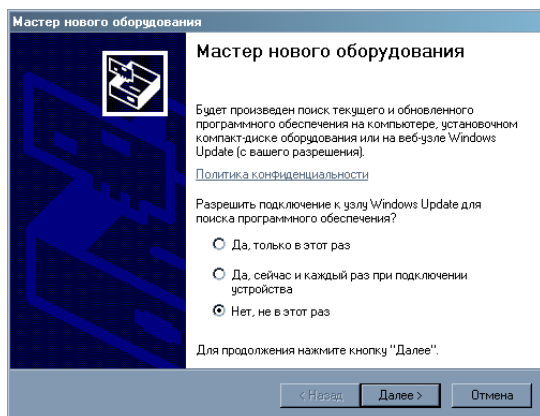 Мастер нового оборудования
Мастер нового оборудования
Будет произведен поиск текущего и обновленного
программного обеспечения на компьютере, установочном
компакт-диске оборудования или на веб-узле Windows
Update (с вашего разрешения).
Политика конфиденциальности
Разрешить подключение к узлу Windows Update для
поиска программного обеспечения?
Да, только в этот раз
Да, сейчас и каждый раз при подключении
устройства
Нет, не в этот раз
Для продолжения нажмите кнопку "Далее".
< Назад Далее > Отмена